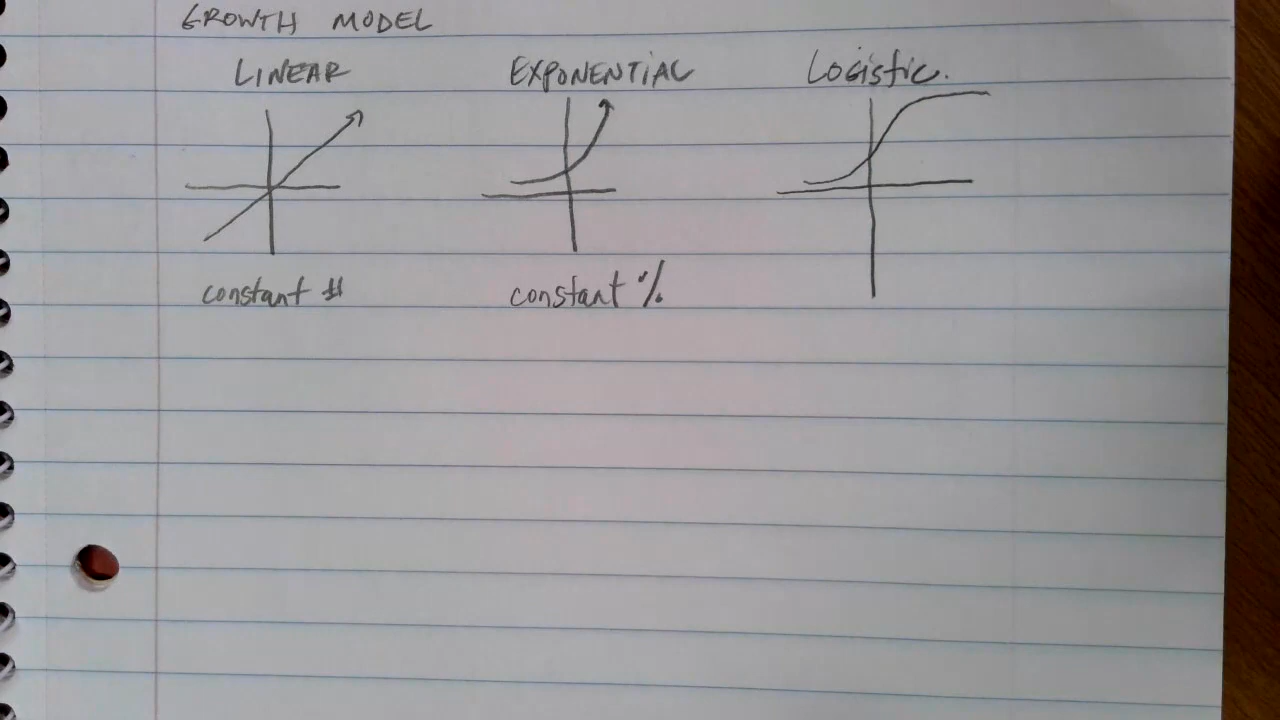 GROWTH MODEL
LINEAR EXPONENTIAL Logistic.
constant # constant %